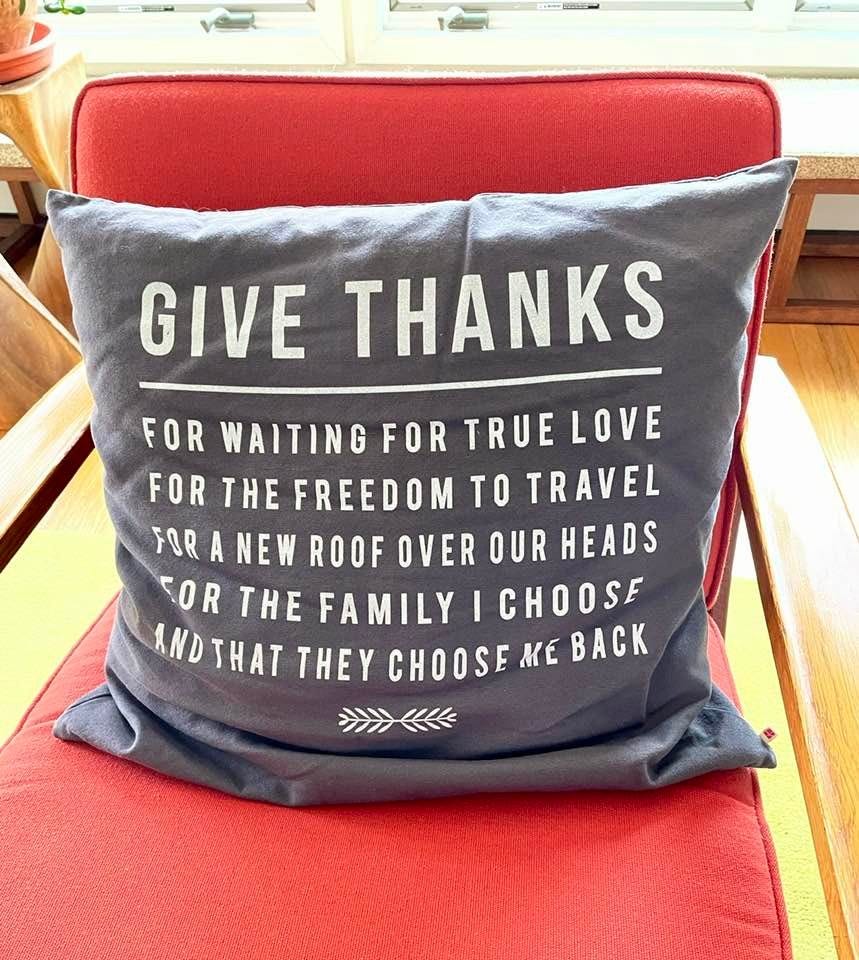 GIVE THANKS
FOR WAITING FOR TRUE LOVE
FOR THE FREEDOM TO TRAVEL
FOR A NEW ROOF OVER OUR HEADS
FOR THE FAMILY I CHOOSE
AND THAT THEY CHOOSE ME BACK